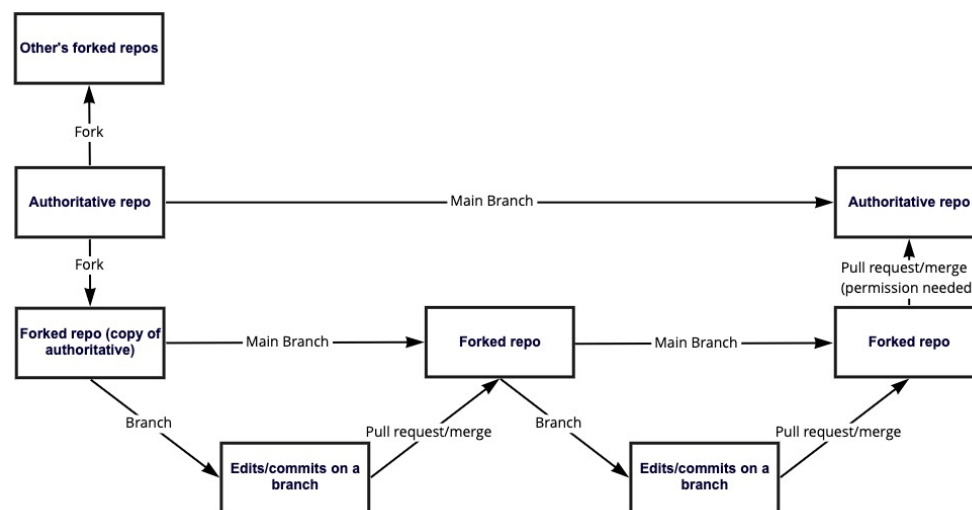 Other's forked repos
Fork
Authoritative repo
Main Branch
Authoritative repo
Fork
Pull request/merge
(permission needed
Forked repo (copy of
authoritative)
Main Branch
Forked repo
Main Branch
Forked repo
Branch
Pull request/merge
Branch
Pull request/merge
Edits/commits on a
branch
Edits/commits on a
branch